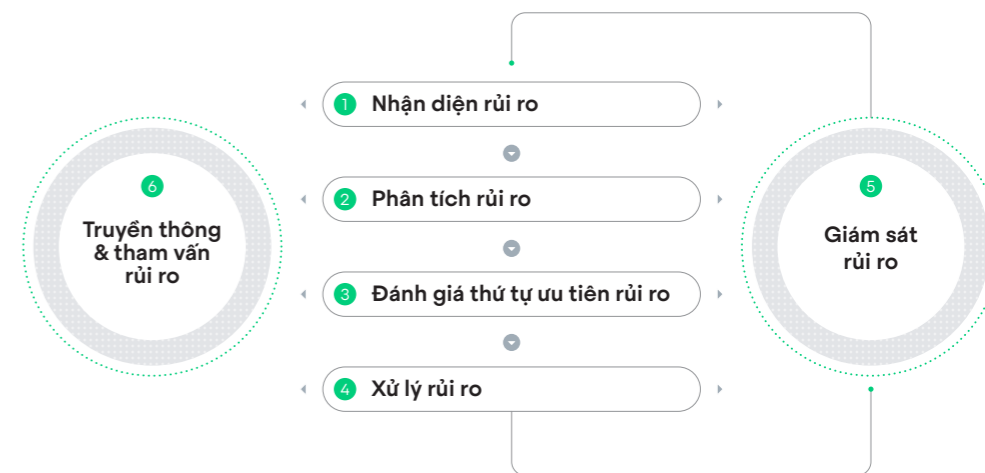 1 Nhận diện rủi ro
2 Phân tích rủi ro
3 Đánh giá thứ tự ưu tiên rủi ro
4 Xử lý rủi ro
5
Giám sát
rủi ro
6
Truyền thông
& tham vấn
rủi ro